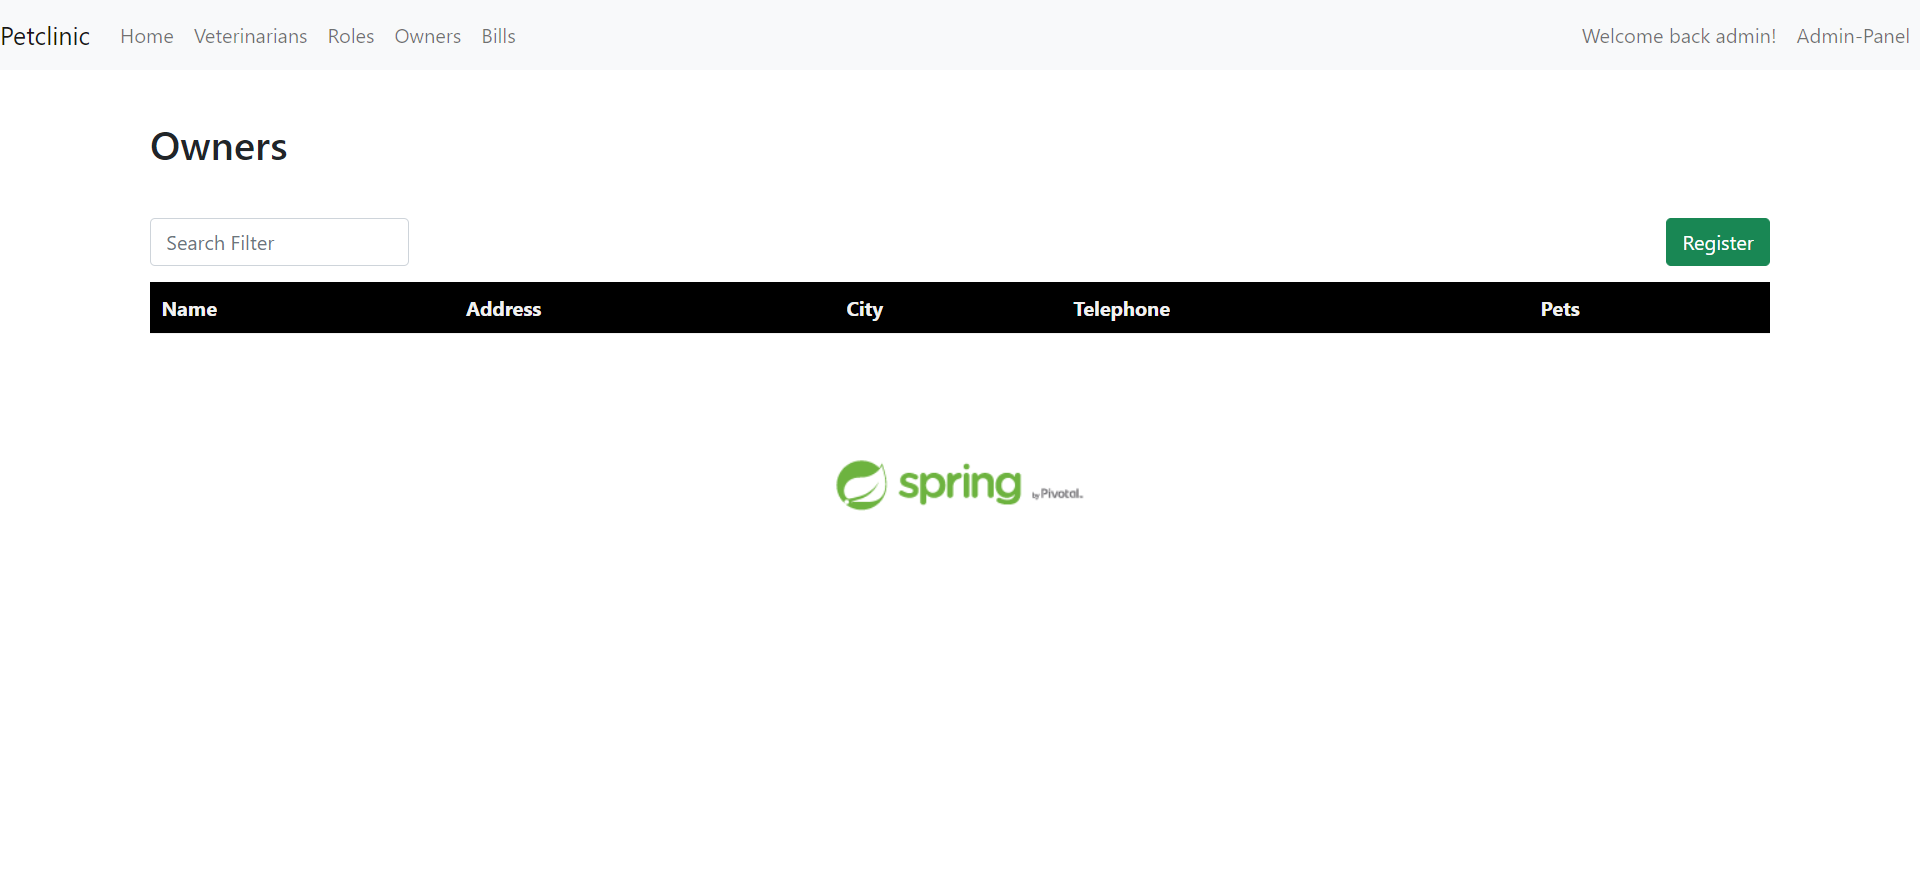 Petclinic Home Veterinarians Roles Owners Bills Welcome back admin! Admin-Panel
Owners
Search Filter Register
Name Address City Telephone Pets
spring by Pivotal™